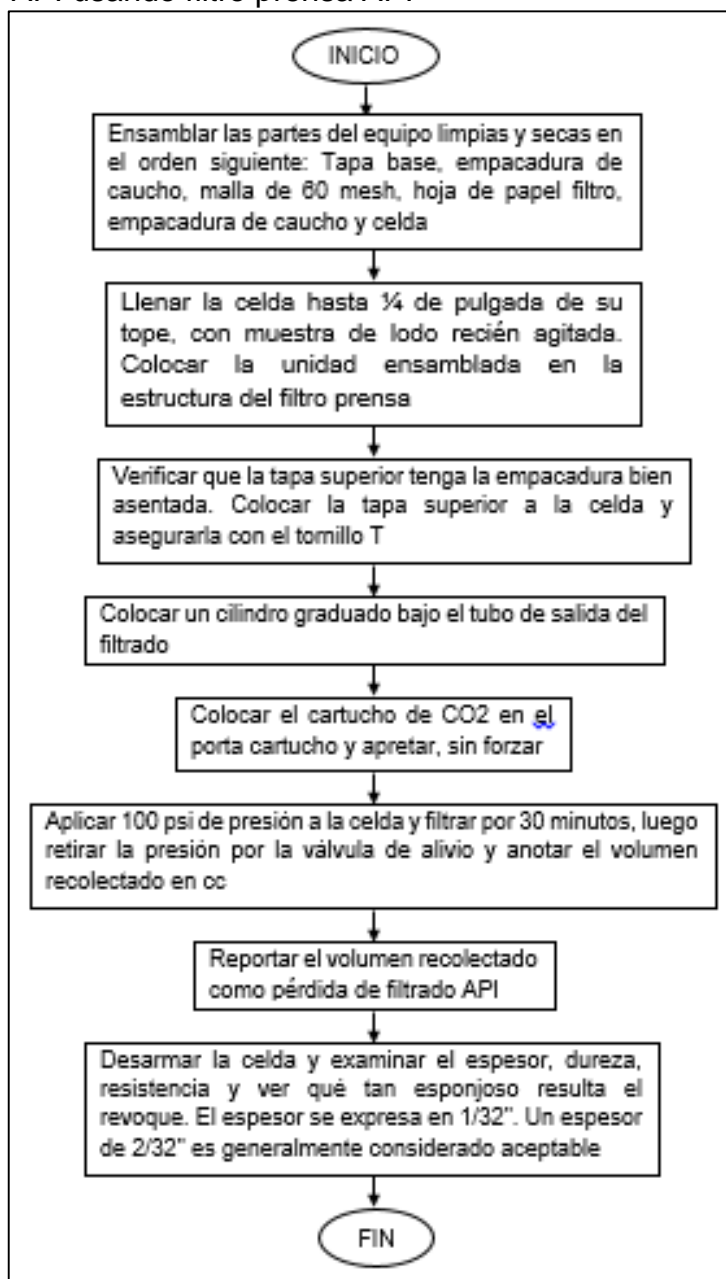 API usando filtro prensa API
INICIO
Ensamblar las partes del equipo limpias y secas en
el orden siguiente: Tapa base, empacadura de
caucho, malla de 60 mesh, hoja de papel filtro,
empacadura de caucho y celda
Llenar la celda hasta ¼ de pulgada de su
tope, con muestra de lodo recién agitada.
Colocar la unidad ensamblada en la
estructura del filtro prensa
Verificar que la tapa superior tenga la empacadura bien
asentada. Colocar la tapa superior a la celda y
asegurarla con el tornillo T
Colocar un cilindro graduado bajo el tubo de salida del
filtrado
Colocar el cartucho de CO2 en el
porta cartucho y apretar, sin forzar
Aplicar 100 psi de presión a la celda y filtrar por 30 minutos, luego
retirar la presión por la válvula de alivio y anotar el volumen
recolectado en cc
Reportar el volumen recolectado
como pérdida de filtrado API
Desarmar la celda y examinar el espesor, dureza,
resistencia y ver qué tan esponjoso resulta el
revoque. El espesor se expresa en 1/32”. Un espesor
de 2/32” es generalmente considerado aceptable
FIN